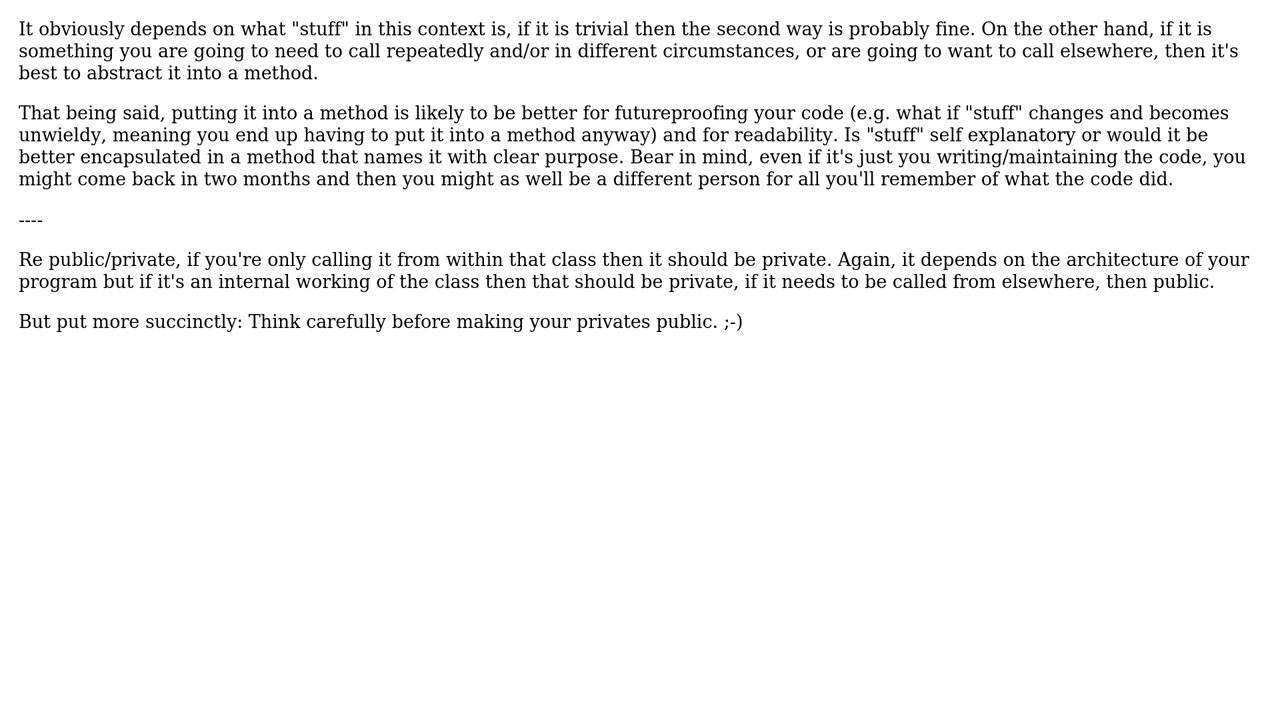 It obviously depends on what "stuff" in this context is, if it is trivial then the second way is probably fine. On the other hand, if it is
something you are going to need to call repeatedly and/or in different circumstances, or are going to want to call elsewhere, then it's
best to abstract it into a method.
That being said, putting it into a method is likely to be better for futureproofing your code (e.g. what if "stuff" changes and becomes
unwieldy, meaning you end up having to put it into a method anyway) and for readability. Is "stuff" self explanatory or would it be
better encapsulated in a method that names it with clear purpose. Bear in mind, even if it's just you writing/maintaining the code, you
might come back in two months and then you might as well be a different person for all you'll remember of what the code did.
----
Re public/private, if you're only calling it from within that class then it should be private. Again, it depends on the architecture of your
program but if it's an internal working of the class then that should be private, if it needs to be called from elsewhere, then public.
But put more succinctly: Think carefully before making your privates public. ;-)